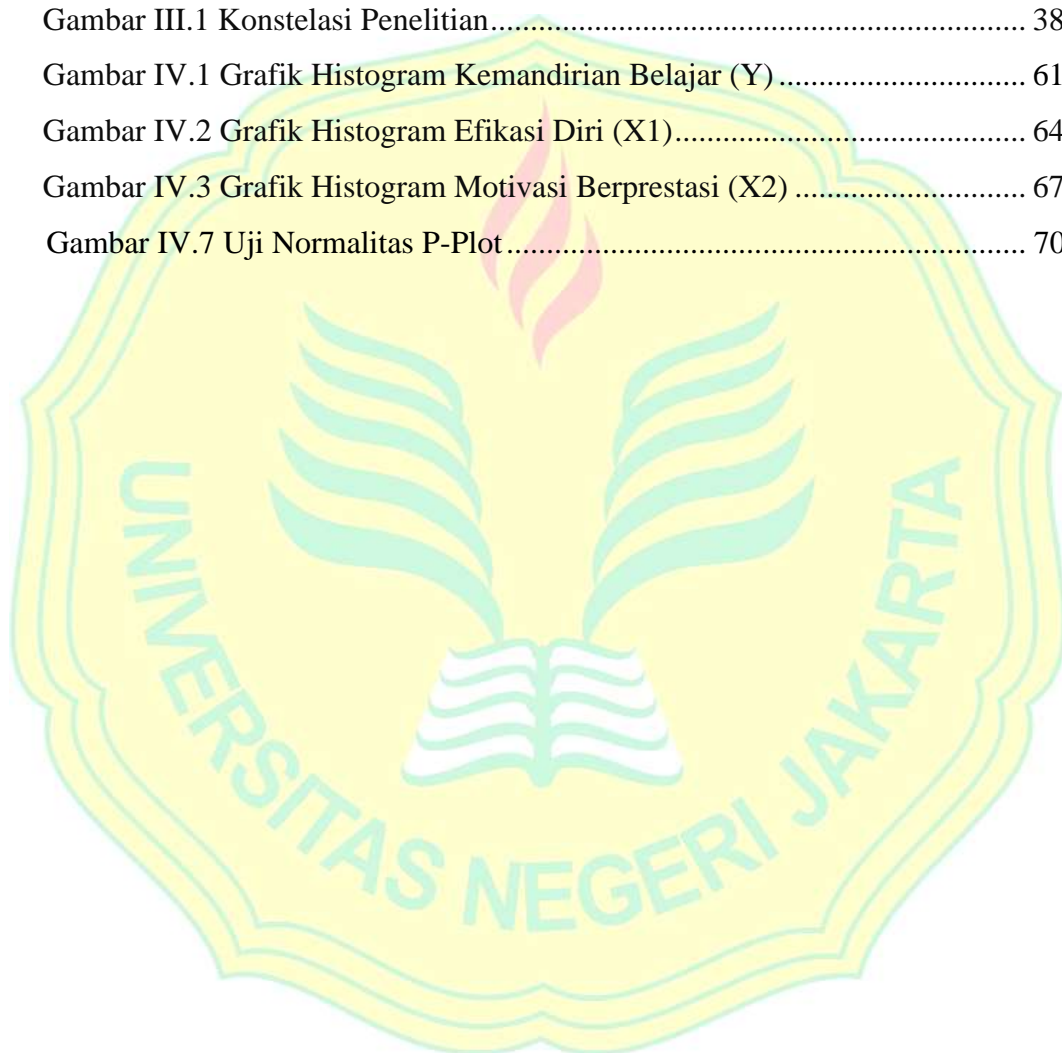 Gambar III.1 Konstelasi Penelitian.................................................................... 38
Gambar IV.1 Grafik Histogram Kemandirian Belajar (Y)............................... 61
Gambar IV.2 Grafik Histogram Efikasi Diri (X1)............................................ 64
Gambar IV.3 Grafik Histogram Motivasi Berprestasi (X2)............................. 67
Gambar IV.7 Uji Normalitas P-Plot.................................................................. 70
UNIVERSITAS NEGERI JAKARTA